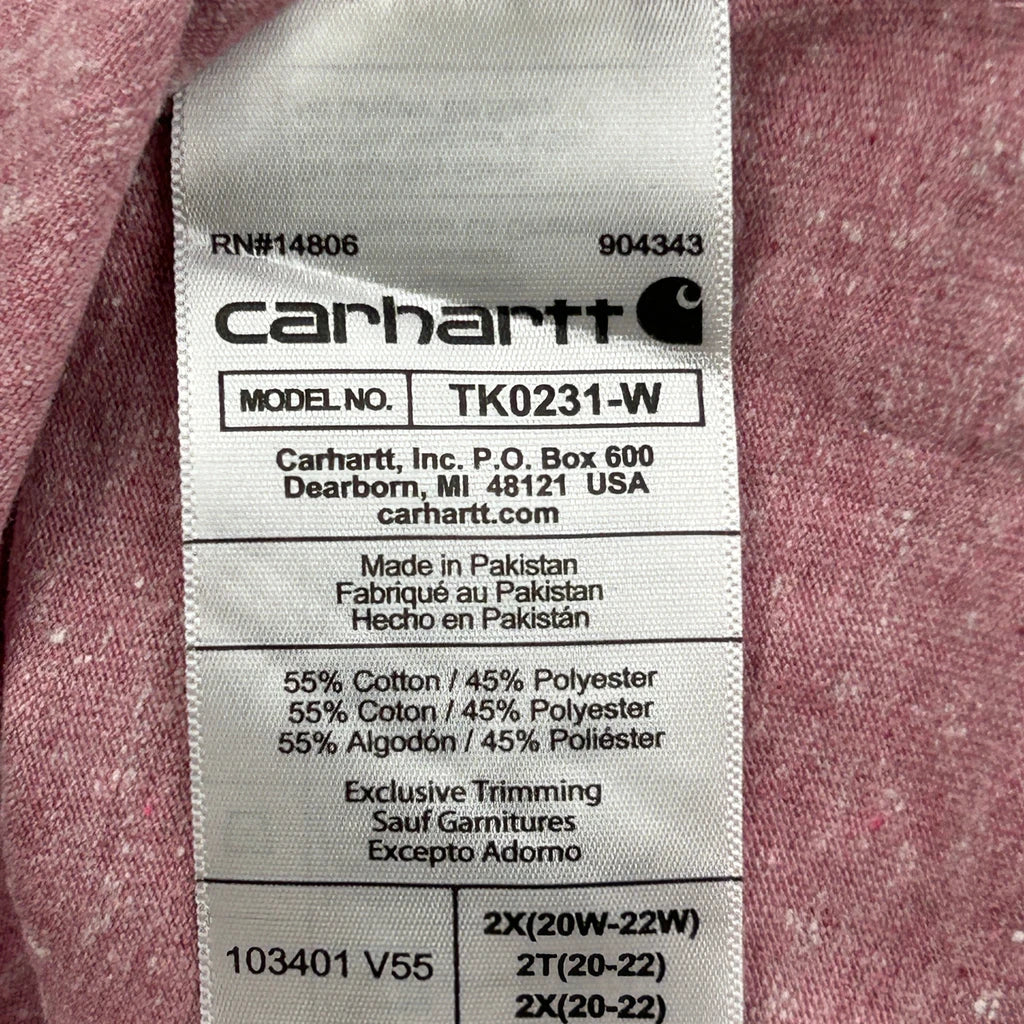 RN#14806 904343
carhartt
MODEL NO. TK0231-W
Carhartt, Inc. P.O. Box 600
Dearborn, MI 48121 USA
carhartt.com
Made in Pakistan
Fabriqué au Pakistan
Hecho en Pakistán
55% Cotton / 45% Polyester
55% Coton / 45% Polyester
55% Algodón / 45% Poliéster
Exclusive Trimming
Sauf Garnitures
Excepto Adorno
103401 V55
2X(20W-22W)
2T(20-22)
2X(20-22)